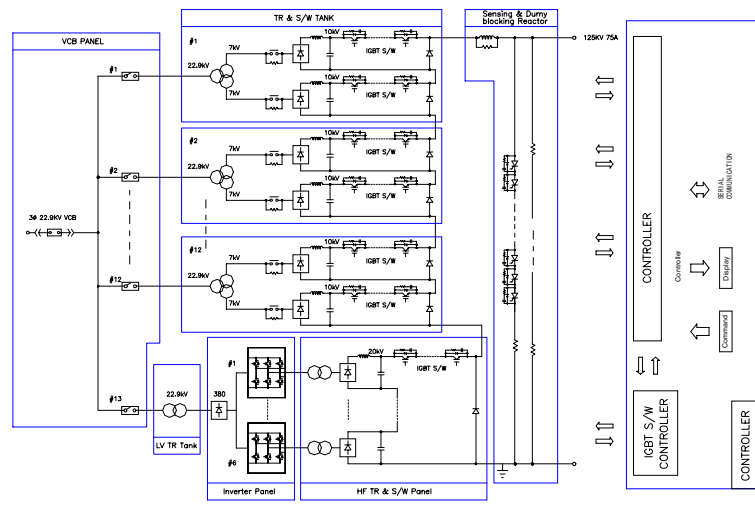 TR & S/W TANK
Sensing & Dumy
blocking Reactor
VCB PANEL
#1
22.9kV
7kV
7kV
10kV
IGBT S/W
10kV
IGBT S/W
125KV 75A
#1
#2
22.9kV
7kV
7kV
10kV
IGBT S/W
10kV
IGBT S/W
#2
3Ø 22.9KV VCB
#12
22.9kV
7kV
7kV
10kV
IGBT S/W
10kV
IGBT S/W
#12
#13
22.9kV
LV TR Tank
380
#1
#6
Inverter Panel
20kV
IGBT S/W
HF TR & S/W Panel
CONTROLLER
Controller
SERIAL
COMMUNICATION
Display
Command
IGBT S/W
CONTROLLER
CONTROLLER